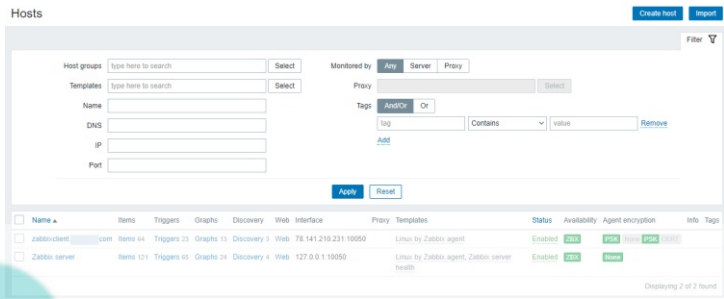 Hosts
Create host
Import
Filter
Host groups type here to search Select Monitored by Any Server Proxy
Templates type here to search Select Proxy Select
Name Tags And/Or Or
DNS tag Contains value Remove
IP Add
Port
Apply Reset
Name Items Triggers Graphs Discovery Web Interface Proxy Templates Status Availability Agent encryption Info Tags
zabbixclient. com Items 64 Triggers 23 Graphs 13 Discovery 3 Web 78.141.210.231:10050 Linux by Zabbix agent Enabled ZBX PSK None PSK CERT
Zabbix server Items 121 Triggers 65 Graphs 24 Discovery 4 Web 127.0.0.1:10050 Linux by Zabbix agent, Zabbix server Enabled ZBX None
health
Displaying 2 of 2 found